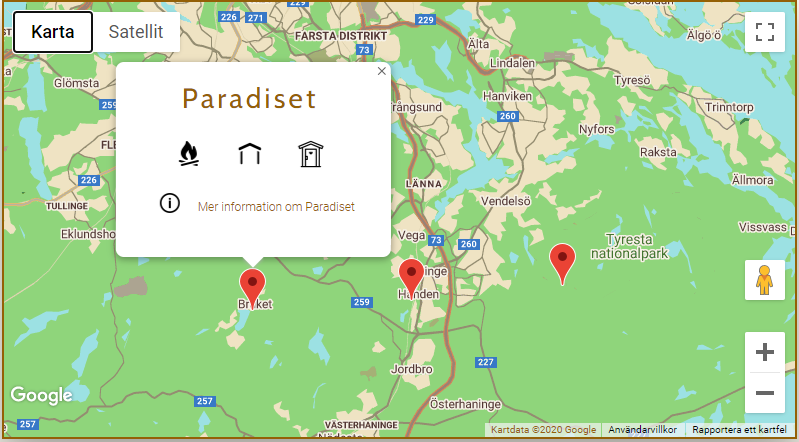 Karta
Satellit
226
271
229
FARSTA DISTRIKT
73
Älta
Lindalen
Älgö
Glömsta
Tyresö
259
Trångsund
Hanviken
260
Trinntorp
Nyfors
Raksta
Paradiset
226
LÄNNA
Ällmora
TULLINGE
Vendelsö
Mer information om Paradiset
Eklundsho
Vega
73
260
Vissvass
Tyresta
nationalpark
inge
259
Handen
227
Jordbro
Google
257
257
Österhaninge
VÄSTERHANINGE
Kartdata ©2020 Google
Användarvillkor
Rapportera ett kartfel